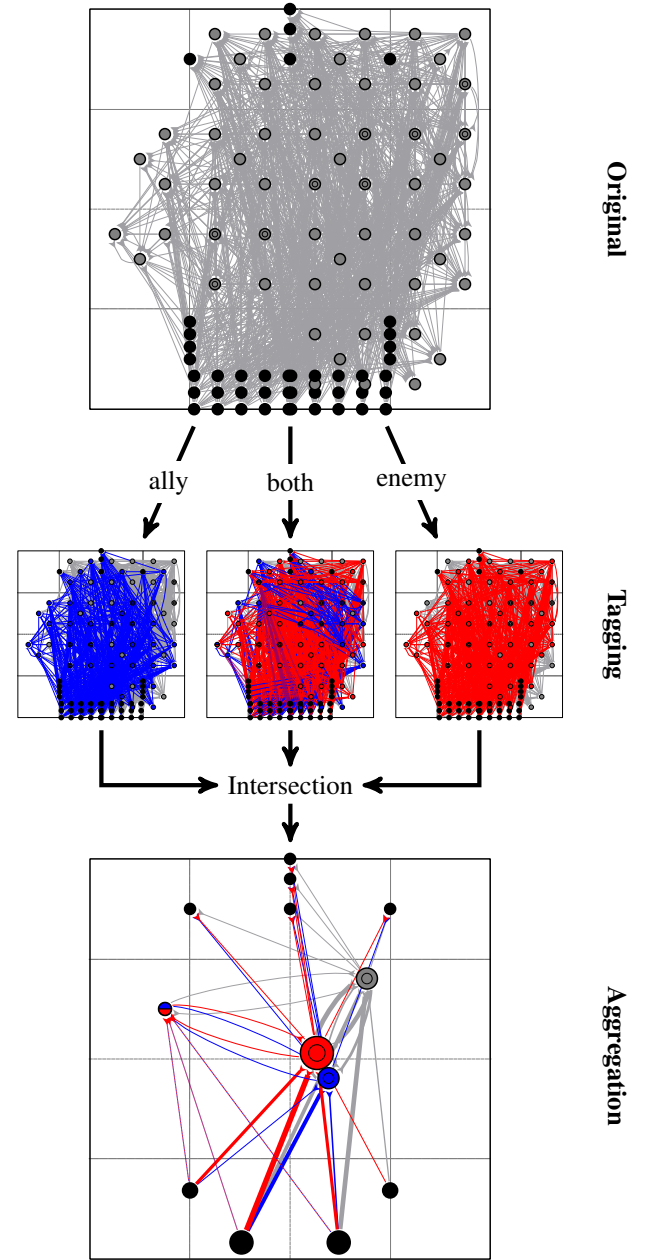 Original
ally
both
enemy
Tagging
Intersection
Aggregation